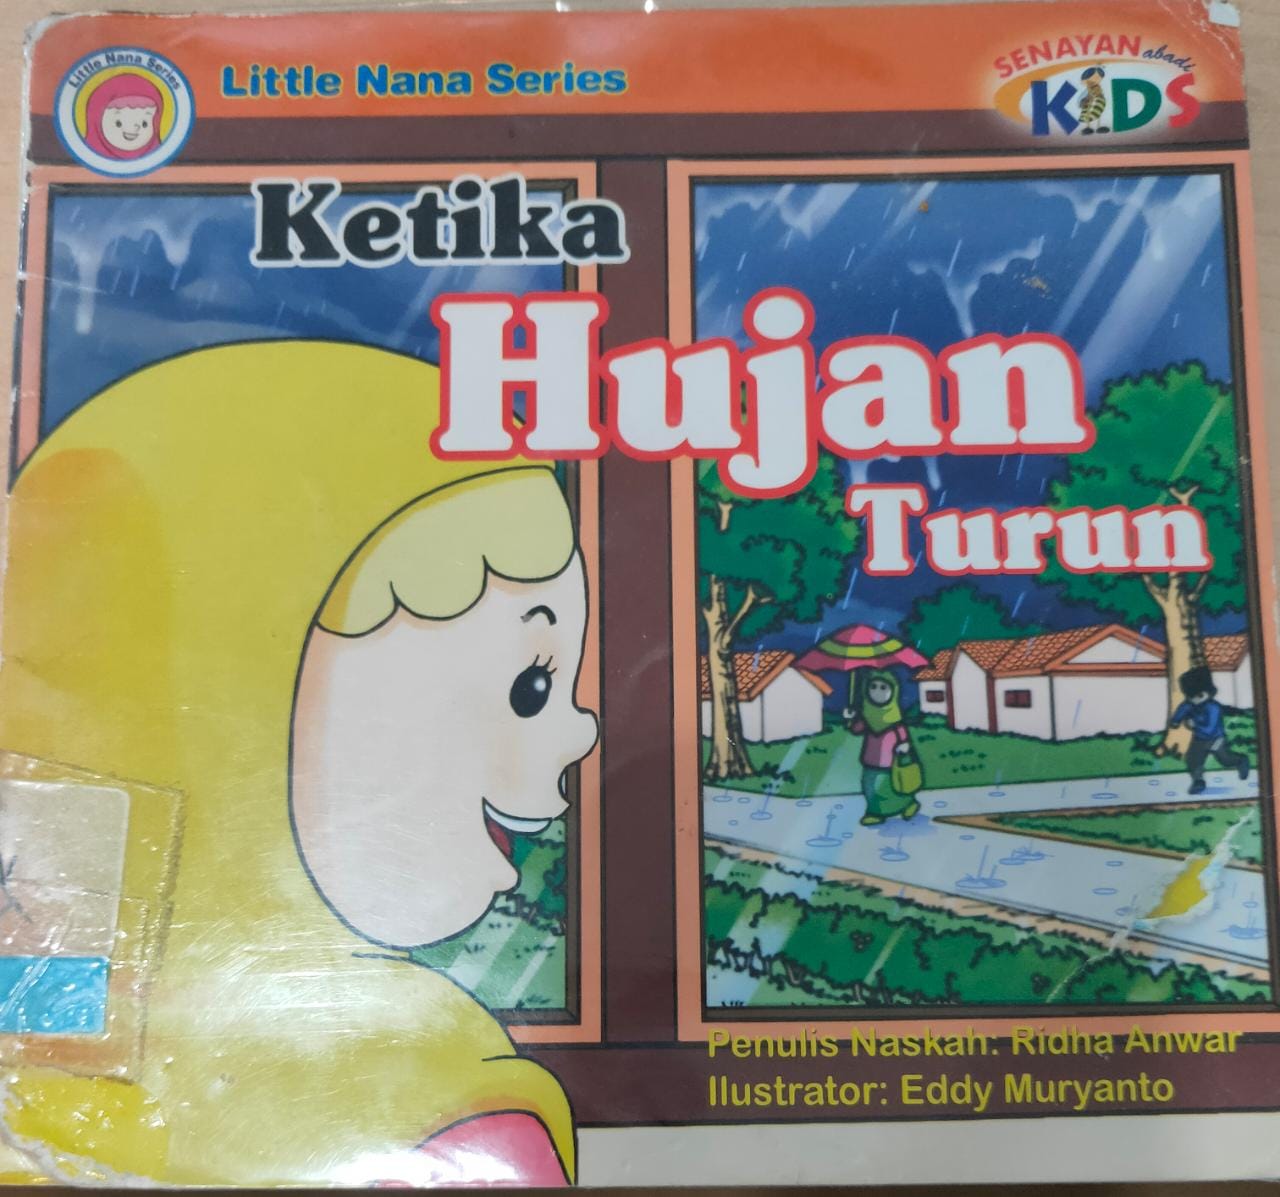 Little Nana Series
Little Nana Series
SENAYAN abadi
KIDS
Ketika
Hujan
Turun
Penulis Naskah: Ridha Anwar
Ilustrator: Eddy Muryanto